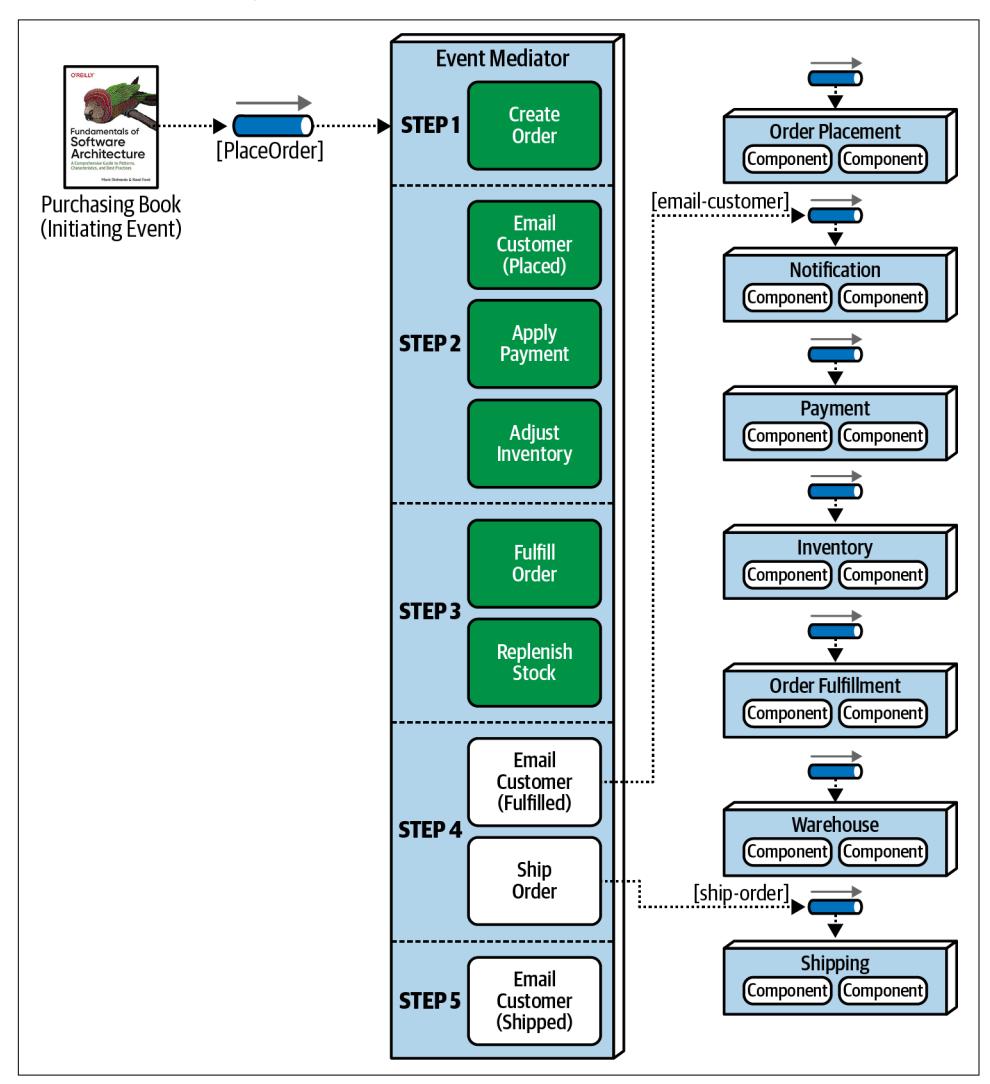 Event Mediator
O'REILLY
Fundamentals of
Software
Architecture
A Comprehensive Guide to Patterns,
Characteristics, and Best Practices
Mark Richards & Neal Ford
Purchasing Book
(Initiating Event)
[PlaceOrder]
STEP 1
Create
Order
STEP 2
Email
Customer
(Placed)
Apply
Payment
Adjust
Inventory
STEP 3
Fulfill
Order
Replenish
Stock
STEP 4
Email
Customer
(Fulfilled)
Ship
Order
STEP 5
Email
Customer
(Shipped)
Order Placement
Component Component
[email-customer]
Notification
Component Component
Payment
Component Component
Inventory
Component Component
Order Fulfillment
Component Component
Warehouse
Component Component
[ship-order]
Shipping
Component Component